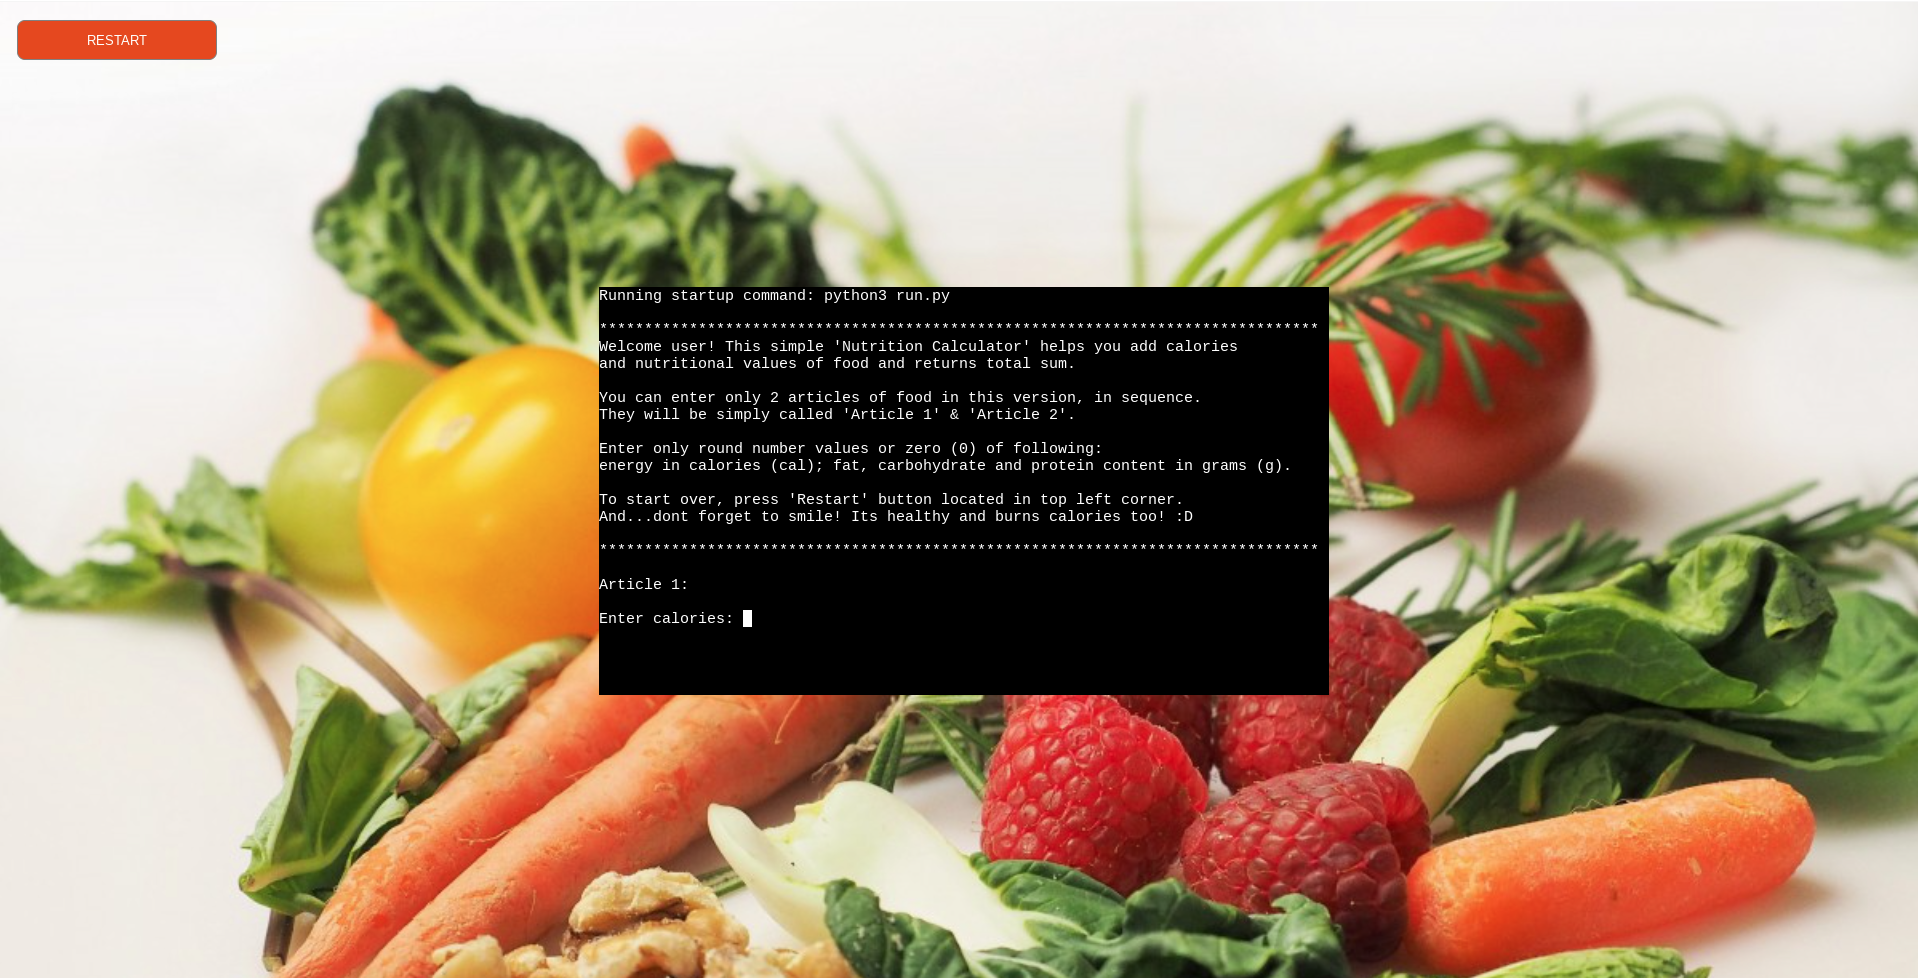 RESTART
Running startup command: python3 run.py
********************************************************************************
Welcome user! This simple 'Nutrition Calculator' helps you add calories
and nutritional values of food and returns total sum.
You can enter only 2 articles of food in this version, in sequence.
They will be simply called 'Article 1' & 'Article 2'.
Enter only round number values or zero (0) of following:
energy in calories (cal); fat, carbohydrate and protein content in grams (g).
To start over, press 'Restart' button located in top left corner.
And...dont forget to smile! Its healthy and burns calories too! :D
********************************************************************************
Article 1:
Enter calories: